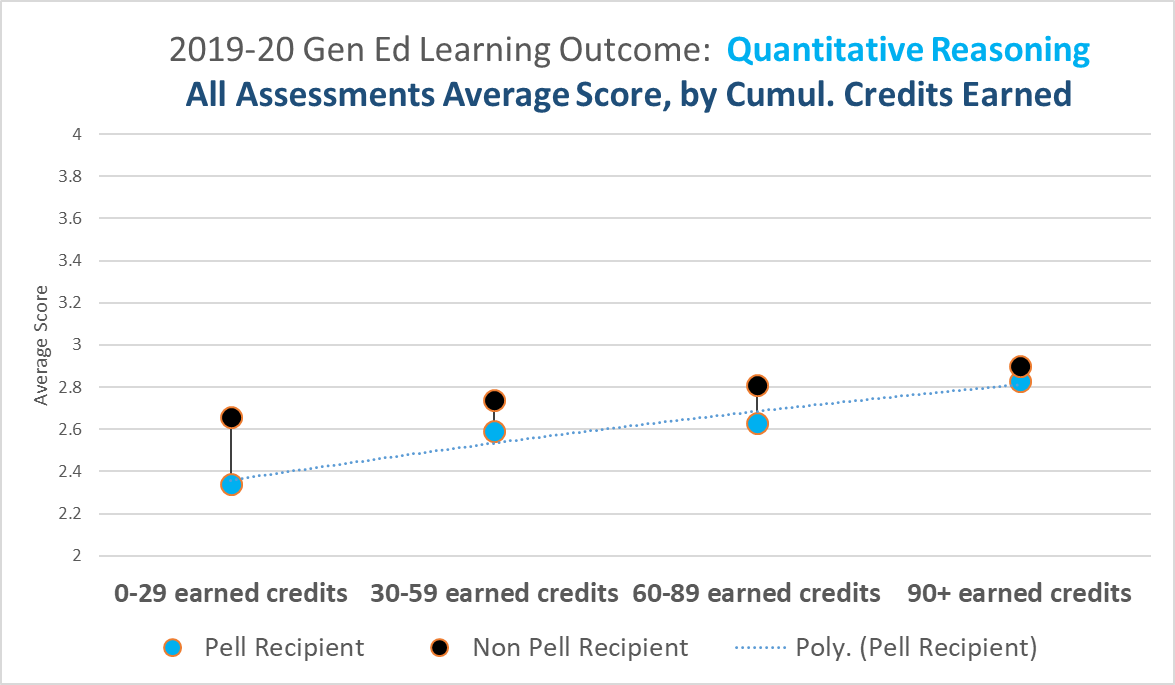 2019-20 Gen Ed Learning Outcome: Quantitative Reasoning
All Assessments Average Score, by Cumul. Credits Earned
4
3.8
3.6
3.4
3.2
3
2.8
2.6
2.4
2.2
2
Average Score
0-29 earned credits 30-59 earned credits 60-89 earned credits 90+ earned credits
Pell Recipient Non Pell Recipient Poly. (Pell Recipient)